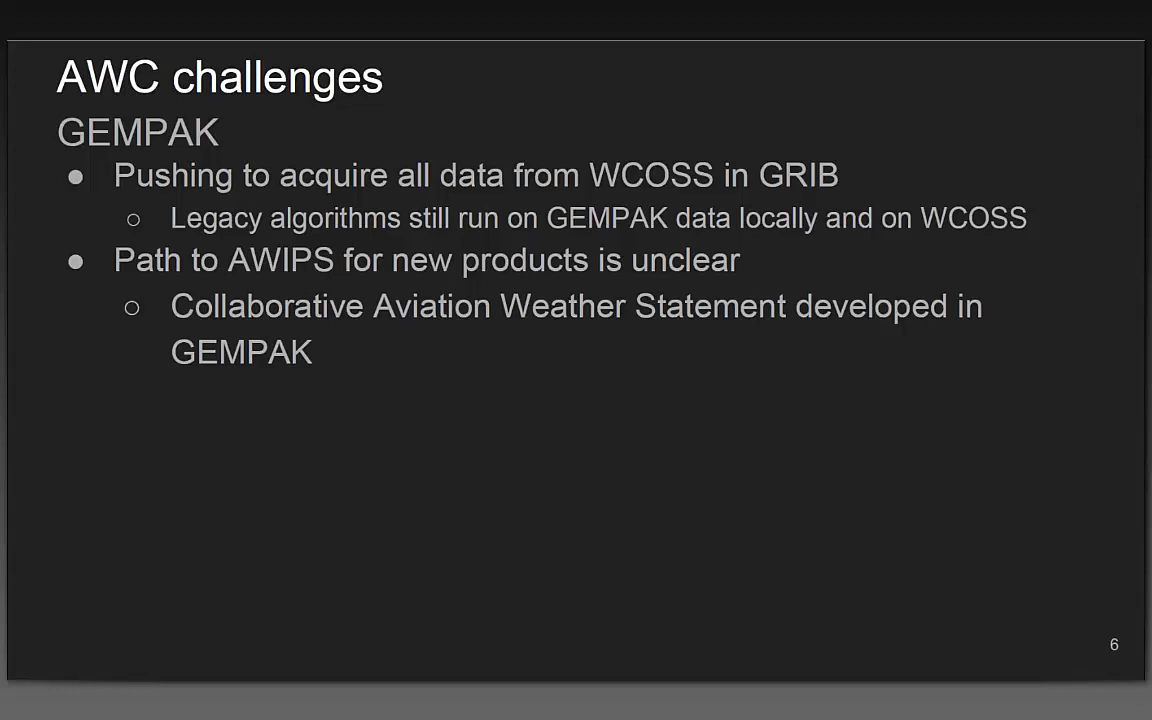 AWC challenges
GEMPAK
● Pushing to acquire all data from WCOSS in GRIB
○ Legacy algorithms still run on GEMPAK data locally and on WCOSS
● Path to AWIPS for new products is unclear
○ Collaborative Aviation Weather Statement developed in
GEMPAK
6